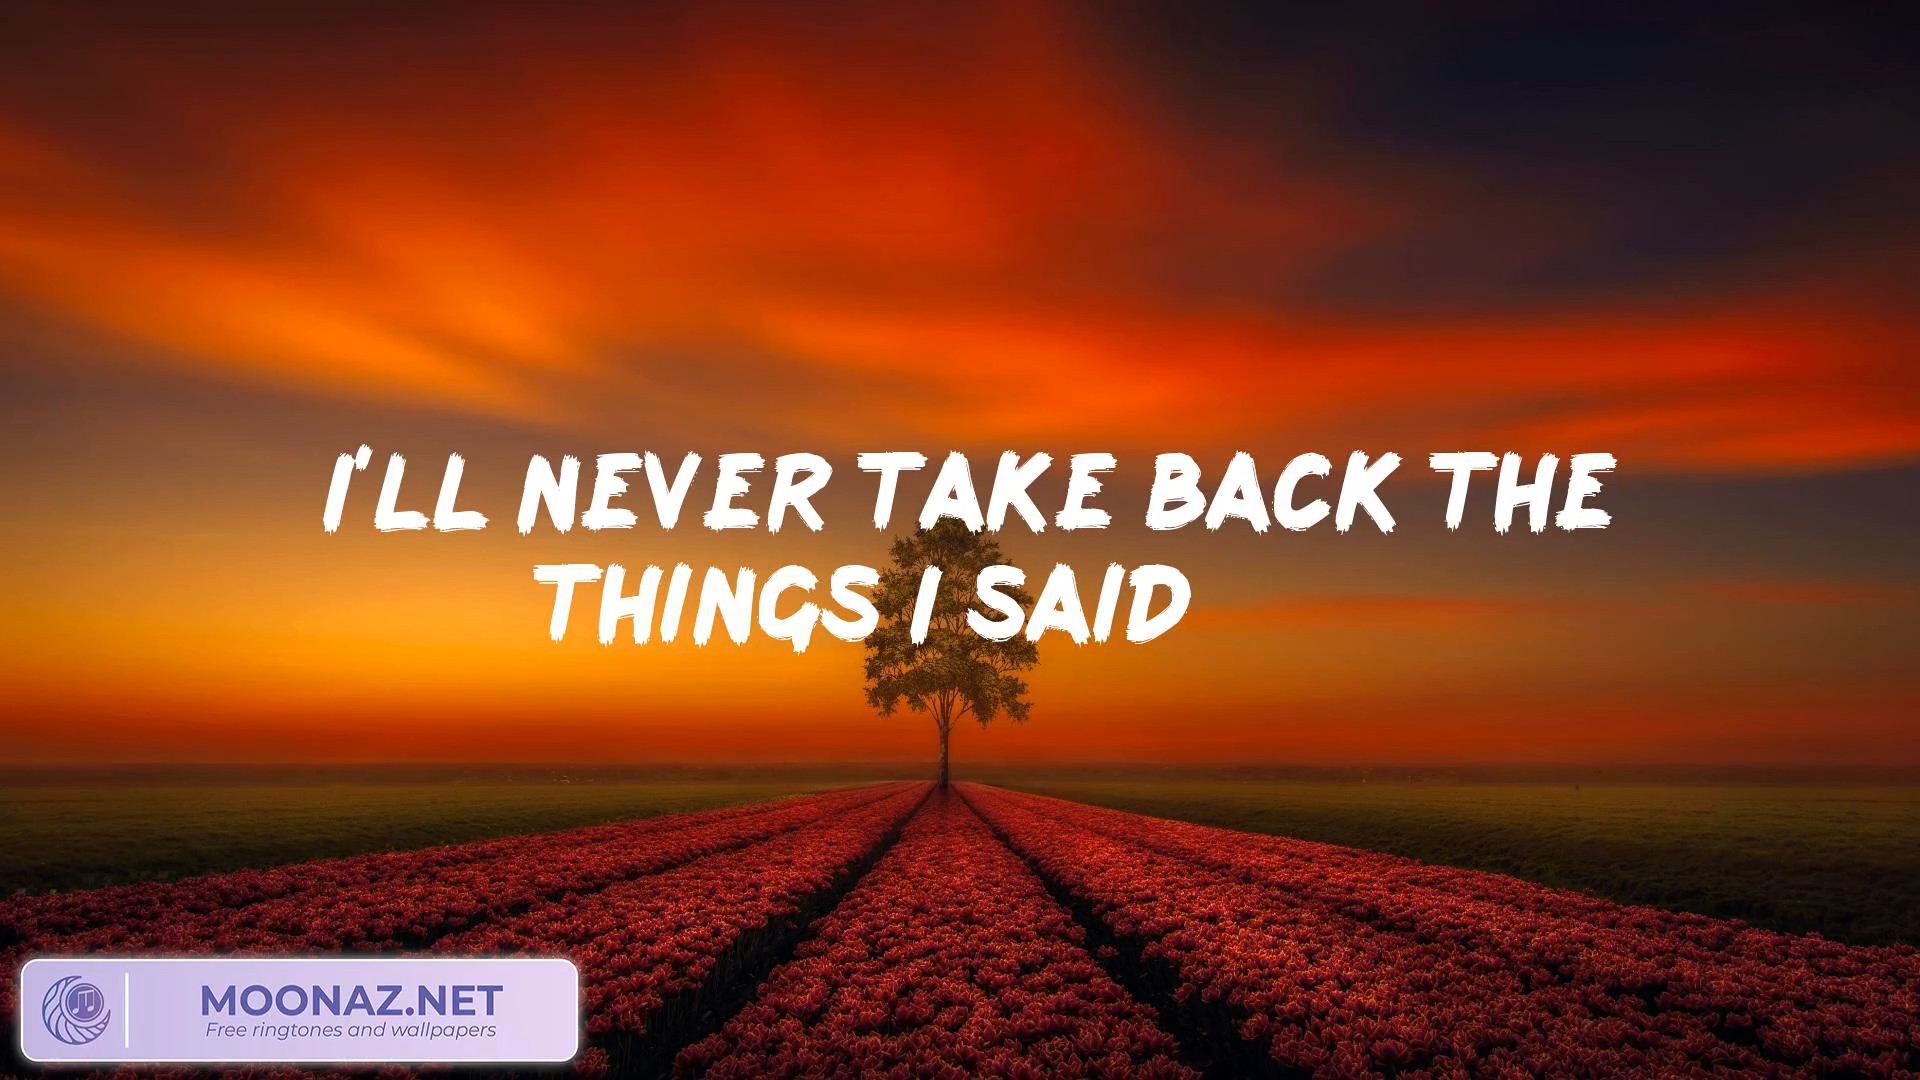 I'LL NEVER TAKE BACK THE
THINGS I SAID
MOONAZ.NET
Free ringtones and wallpapers